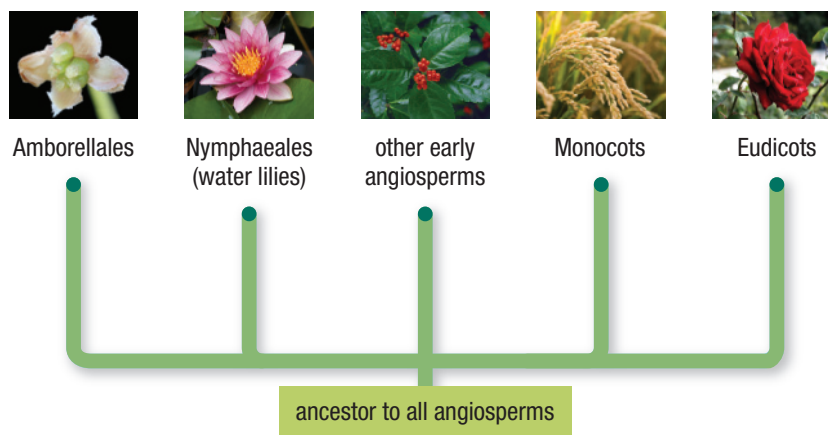 Amborellales
Nymphaeales
(water lilies)
other early
angiosperms
Monocots
Eudicots
ancestor to all angiosperms